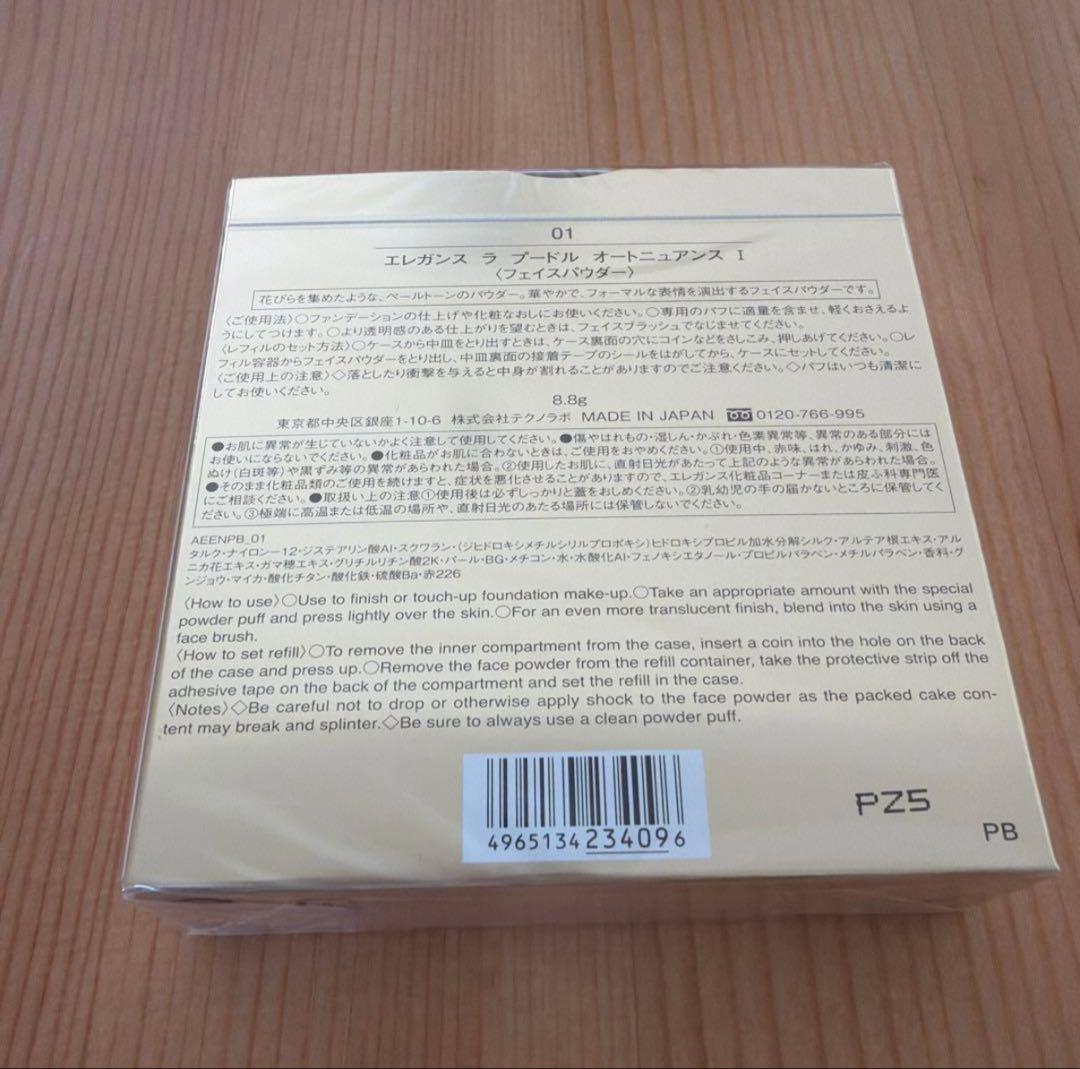 01
エレガンス ラ プードル オートニュアンス I
〈フェイスパウダー〉
花びらを集めたような、ペールトーンのパウダー。華やかで、フォーマルな表情を演出するフェイスパウダーです。
〈ご使用法〉○ファンデーションの仕上げや化粧なおしにお使いください。○専用のパフに適量を含ませ、軽くおさえるよ
うにしてつけます。○より透明感のある仕上がりを望むときは、フェイスブラッシュでなじませてください。
〈レフィルのセット方法〉○ケースから中皿をとり出すときは、ケース裏面の穴にコインなどをさしこみ、押しあげてください。○レ
フィル容器からフェイスパウダーをとり出し、中皿裏面の接着テープのシールをはがしてから、ケースにセットしてください。
〈ご使用上の注意〉◇落としたり衝撃を与えると中身が割れることがありますのでご注意ください。◇パフはいつも清潔に
してお使いください。
8.8g
東京都中央区銀座1-10-6 株式会社テクノラボ MADE IN JAPAN 0120-766-995
●お肌に異常が生じていないかよく注意して使用してください。●傷やはれもの・湿しん・かぶれ・色素異常等、異常のある部分には
お使いにならないでください。●化粧品がお肌に合わないときは、ご使用をおやめください。①使用中、赤味、はれ、かゆみ、刺激、色
ぬけ(白斑等)や黒ずみ等の異常があらわれた場合。②使用したお肌に、直射日光があたって上記のような異常があらわれた場合。
●そのまま化粧品類のご使用を続けますと、症状を悪化させることがありますので、エレガンス化粧品コーナーまたは皮ふ科専門医
にご相談ください。●取扱い上の注意①使用後は必ずしっかりと蓋をおしめください。②乳幼児の手の届かないところに保管してく
ださい。③極端に高温または低温の場所や、直射日光のあたる場所には保管しないでください。
AEENPB_01
タルク・ナイロン-12・ジステアリン酸Al・スクワラン・(ジヒドロキシメチルシリルプロポキシ)ヒドロキシプロピル加水分解シルク・アルテア根エキス・アル
ニカ花エキス・ガマ穂エキス・グリチルリチン酸2K・パール・BG・メチコン・水・水酸化Al・フェノキシエタノール・プロピルパラベン・メチルパラベン・香料・グ
ンジョウ・マイカ・酸化チタン・酸化鉄・硫酸Ba・赤226
〈How to use〉○Use to finish or touch-up foundation make-up.○Take an appropriate amount with the special
powder puff and press lightly over the skin.○For an even more translucent finish, blend into the skin using a
face brush.
〈How to set refill〉○To remove the inner compartment from the case, insert a coin into the hole on the back
of the case and press up.○Remove the face powder from the refill container, take the protective strip off the
adhesive tape on the back of the compartment and set the refill in the case.
〈Notes〉◇Be careful not to drop or otherwise apply shock to the face powder as the packed cake con-
tent may break and splinter.◇Be sure to always use a clean powder puff.
4965134234096
PZ5
PB